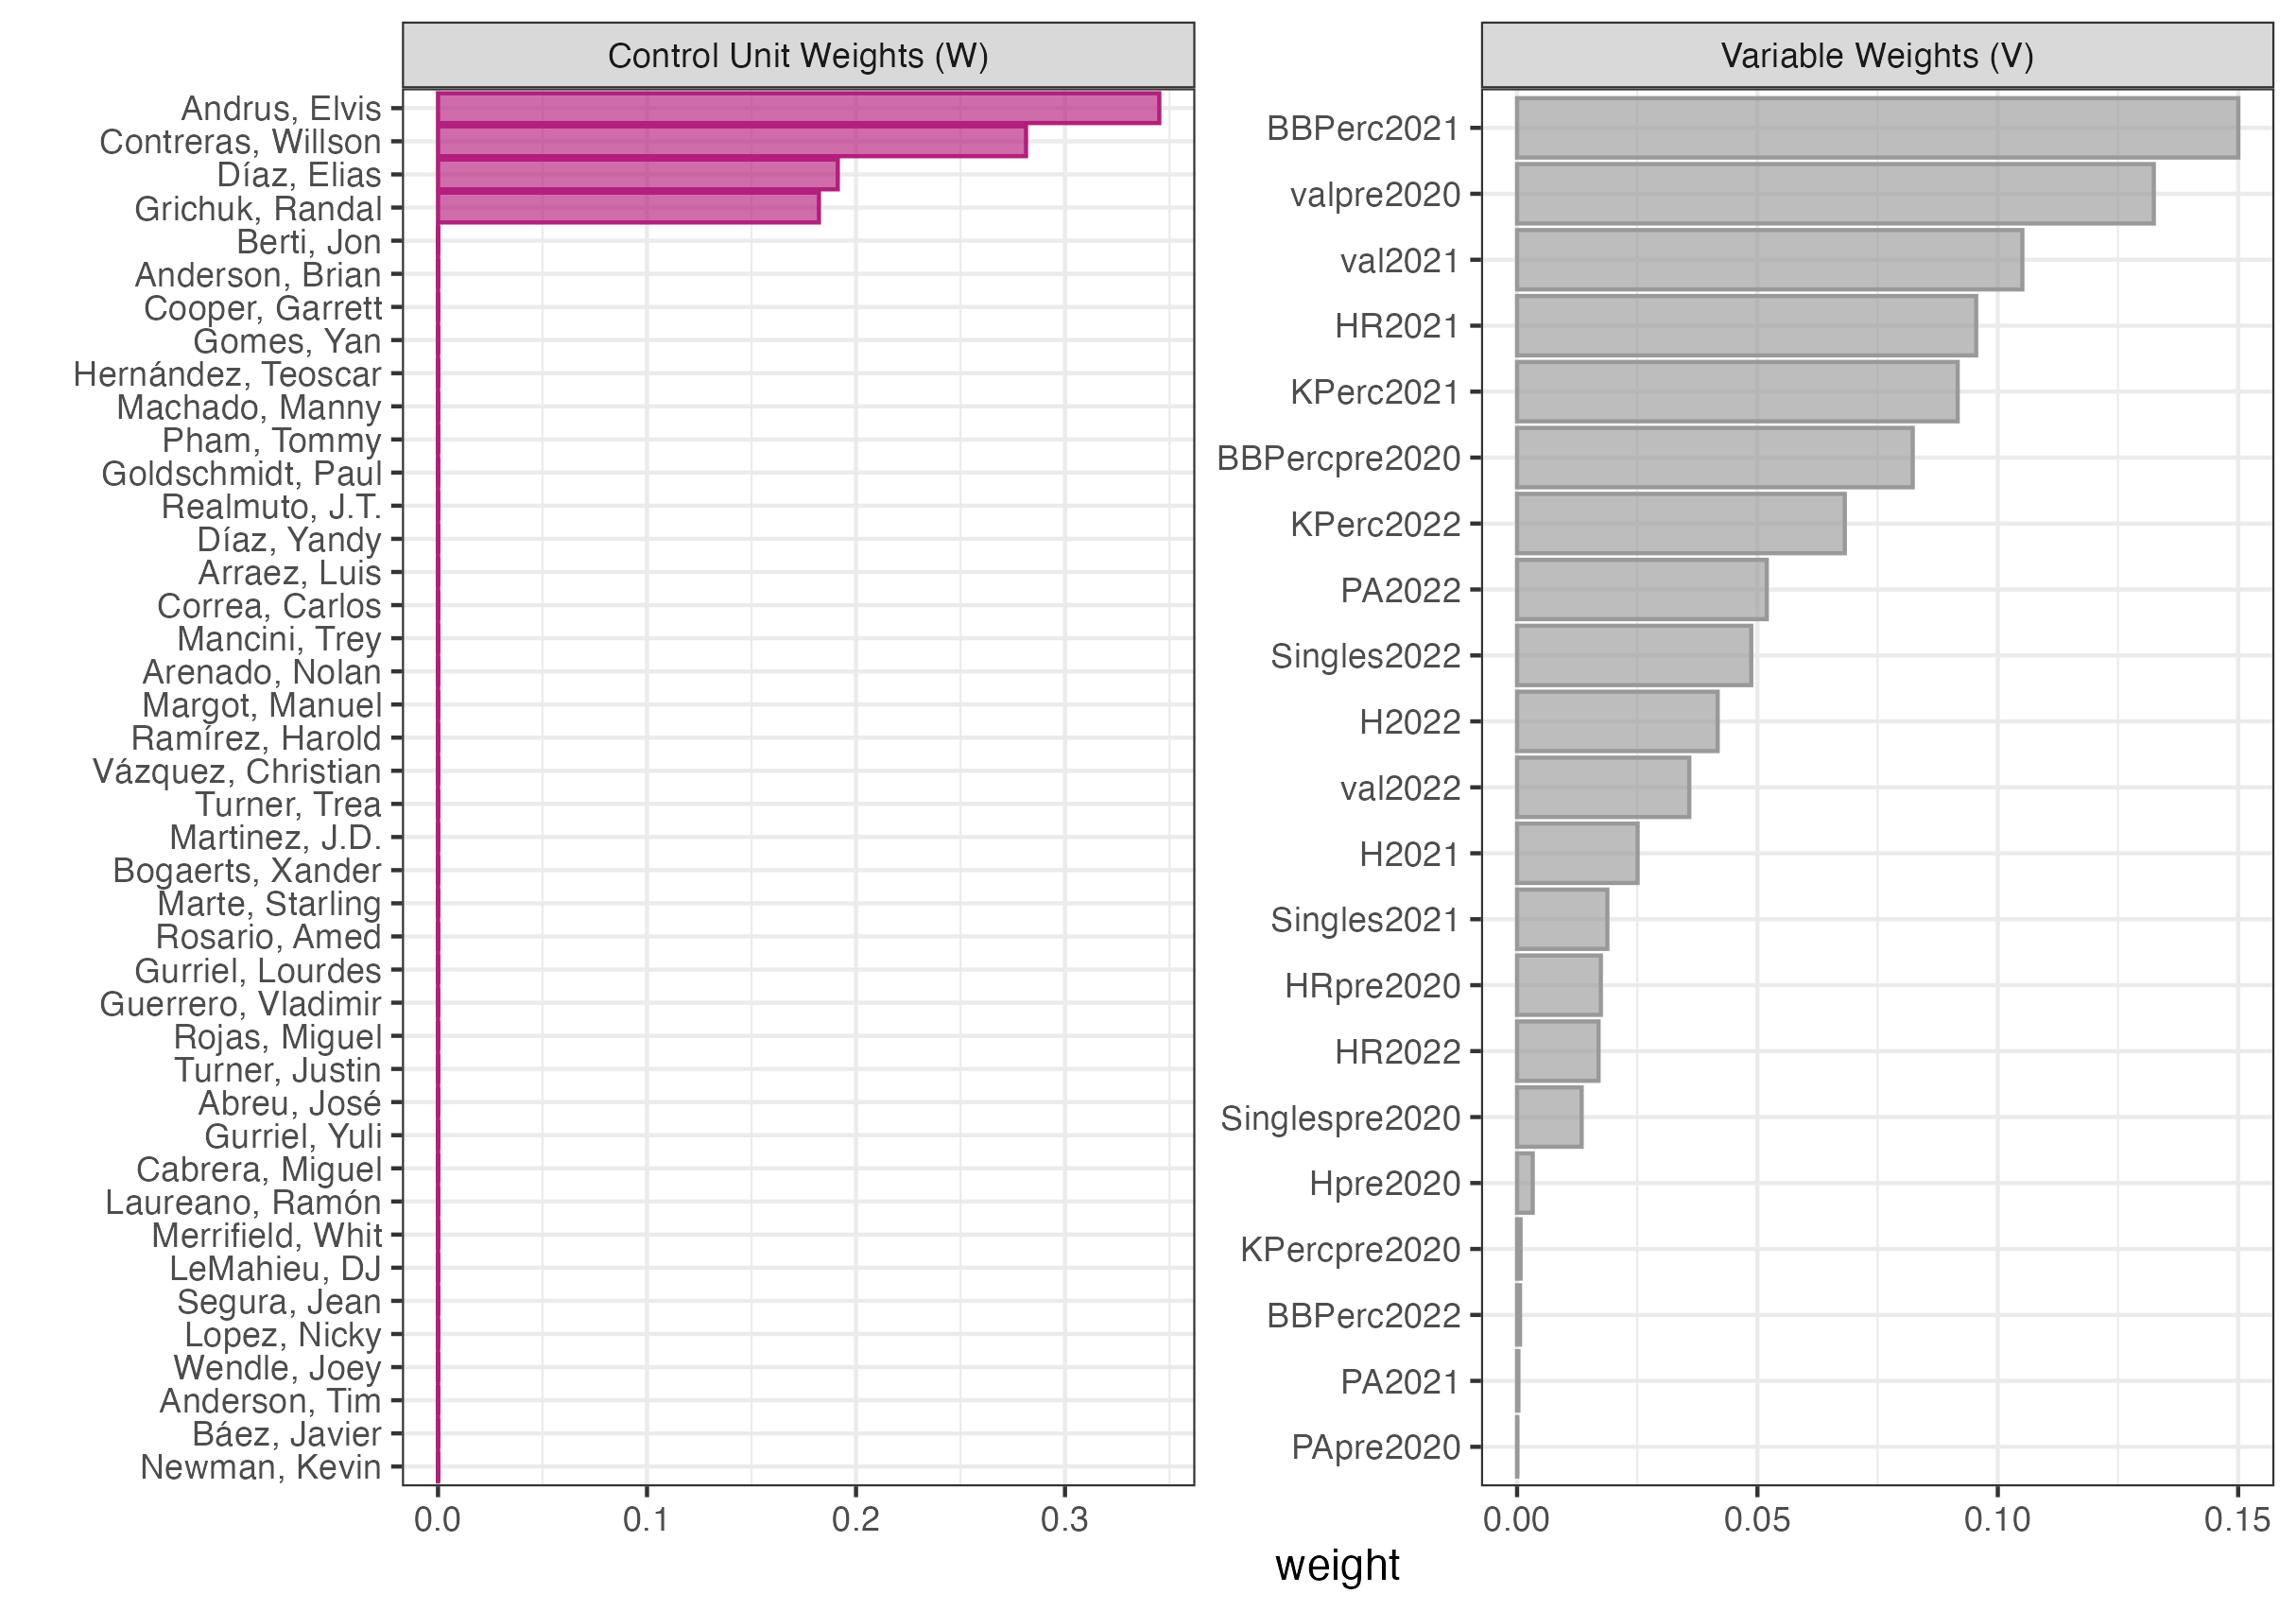 Control Unit Weights (W)
Andrus, Elvis
Contreras, Willson
Díaz, Elias
Grichuk, Randal
Berti, Jon
Anderson, Brian
Cooper, Garrett
Gomes, Yan
Hernández, Teoscar
Machado, Manny
Pham, Tommy
Goldschmidt, Paul
Realmuto, J.T.
Díaz, Yandy
Arraez, Luis
Correa, Carlos
Mancini, Trey
Arenado, Nolan
Margot, Manuel
Ramírez, Harold
Vázquez, Christian
Turner, Trea
Martinez, J.D.
Bogaerts, Xander
Marte, Starling
Rosario, Amed
Gurriel, Lourdes
Guerrero, Vladimir
Rojas, Miguel
Turner, Justin
Abreu, José
Gurriel, Yuli
Cabrera, Miguel
Laureano, Ramón
Merrifield, Whit
LeMahieu, DJ
Segura, Jean
Lopez, Nicky
Wendle, Joey
Anderson, Tim
Báez, Javier
Newman, Kevin
0.0 0.1 0.2 0.3
Variable Weights (V)
BBPerc2021
valpre2020
val2021
HR2021
KPerc2021
BBPercpre2020
KPerc2022
PA2022
Singles2022
H2022
val2022
H2021
Singles2021
HRpre2020
HR2022
Singlespre2020
Hpre2020
KPercpre2020
BBPerc2022
PA2021
PApre2020
0.00 0.05 0.10 0.15
weight